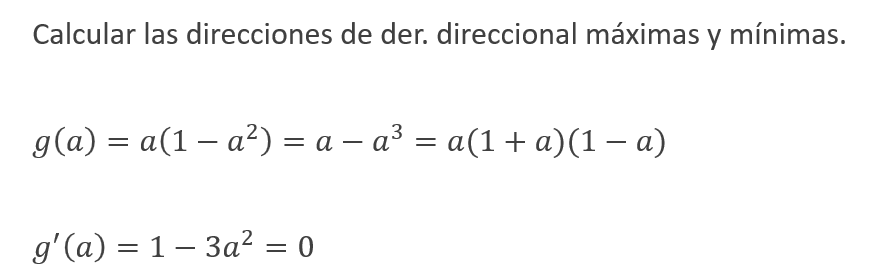 Calcular las direcciones de der. direccional máximas y mínimas.
g(a) = a(1 − a²) = a − a³ = a(1 + a)(1 − a)
g′(a) = 1 − 3a² = 0